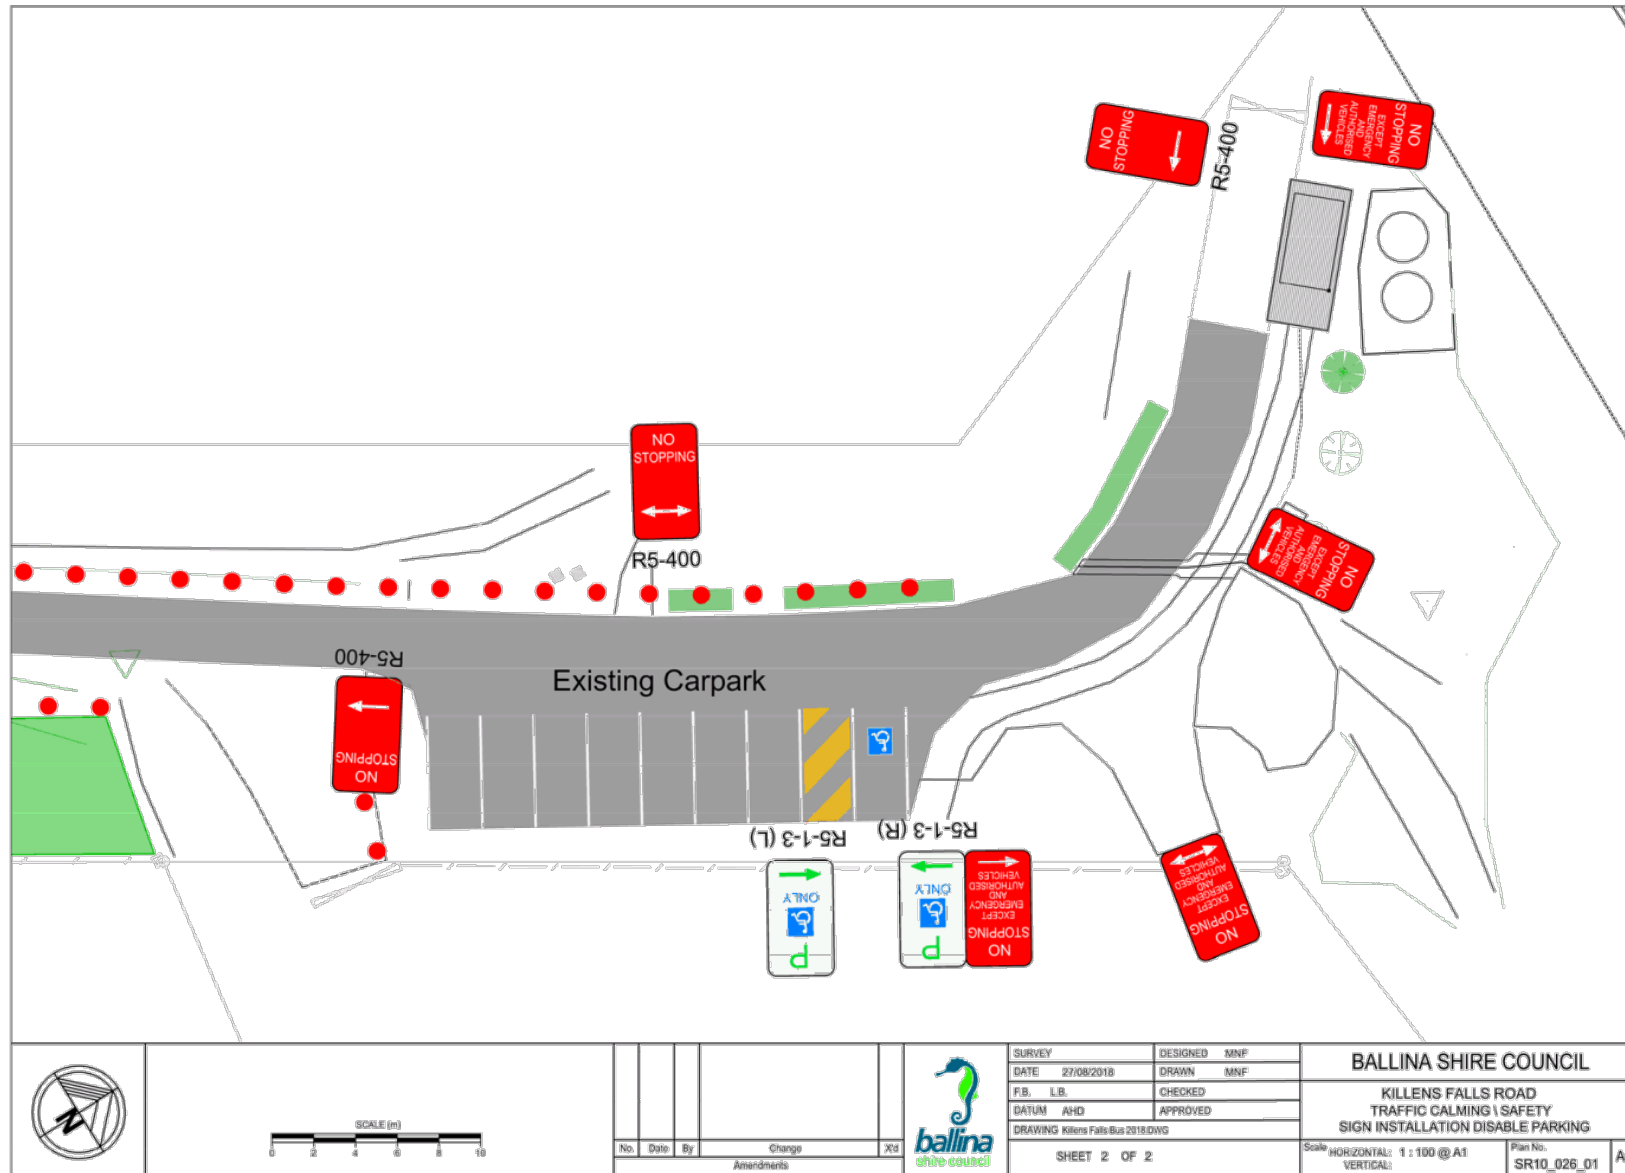 NO
STOPPING
R5-400
NO
STOPPING
EXCEPT
EMERGENCY
AND
AUTHORISED
VEHICLES
NO
STOPPING
R5-400
NO
STOPPING
EXCEPT
EMERGENCY
AND
AUTHORISED
VEHICLES
R5-400
NO
STOPPING
Existing Carpark
R5-1-3 (L)
R5-1-3 (R)
P
ONLY
P
ONLY
NO
STOPPING
EXCEPT
EMERGENCY
AND
AUTHORISED
VEHICLES
NO
STOPPING
EXCEPT
EMERGENCY
AND
AUTHORISED
VEHICLES
N
SCALE (m)
0 2 4 6 8 10
No. Date By Change X'd
Amendments
ballina
shire council
SURVEY
DATE 27/08/2018
F.B. L.B.
DATUM AHD
DRAWING Killens Falls Bus 2018.DWG
DESIGNED MNF
DRAWN MNF
CHECKED
APPROVED
SHEET 2 OF 2
BALLINA SHIRE COUNCIL
KILLENS FALLS ROAD
TRAFFIC CALMING \ SAFETY
SIGN INSTALLATION DISABLE PARKING
Scale HORIZONTAL: 1 : 100 @ A1
VERTICAL:
Plan No.
SR10_026_01
A